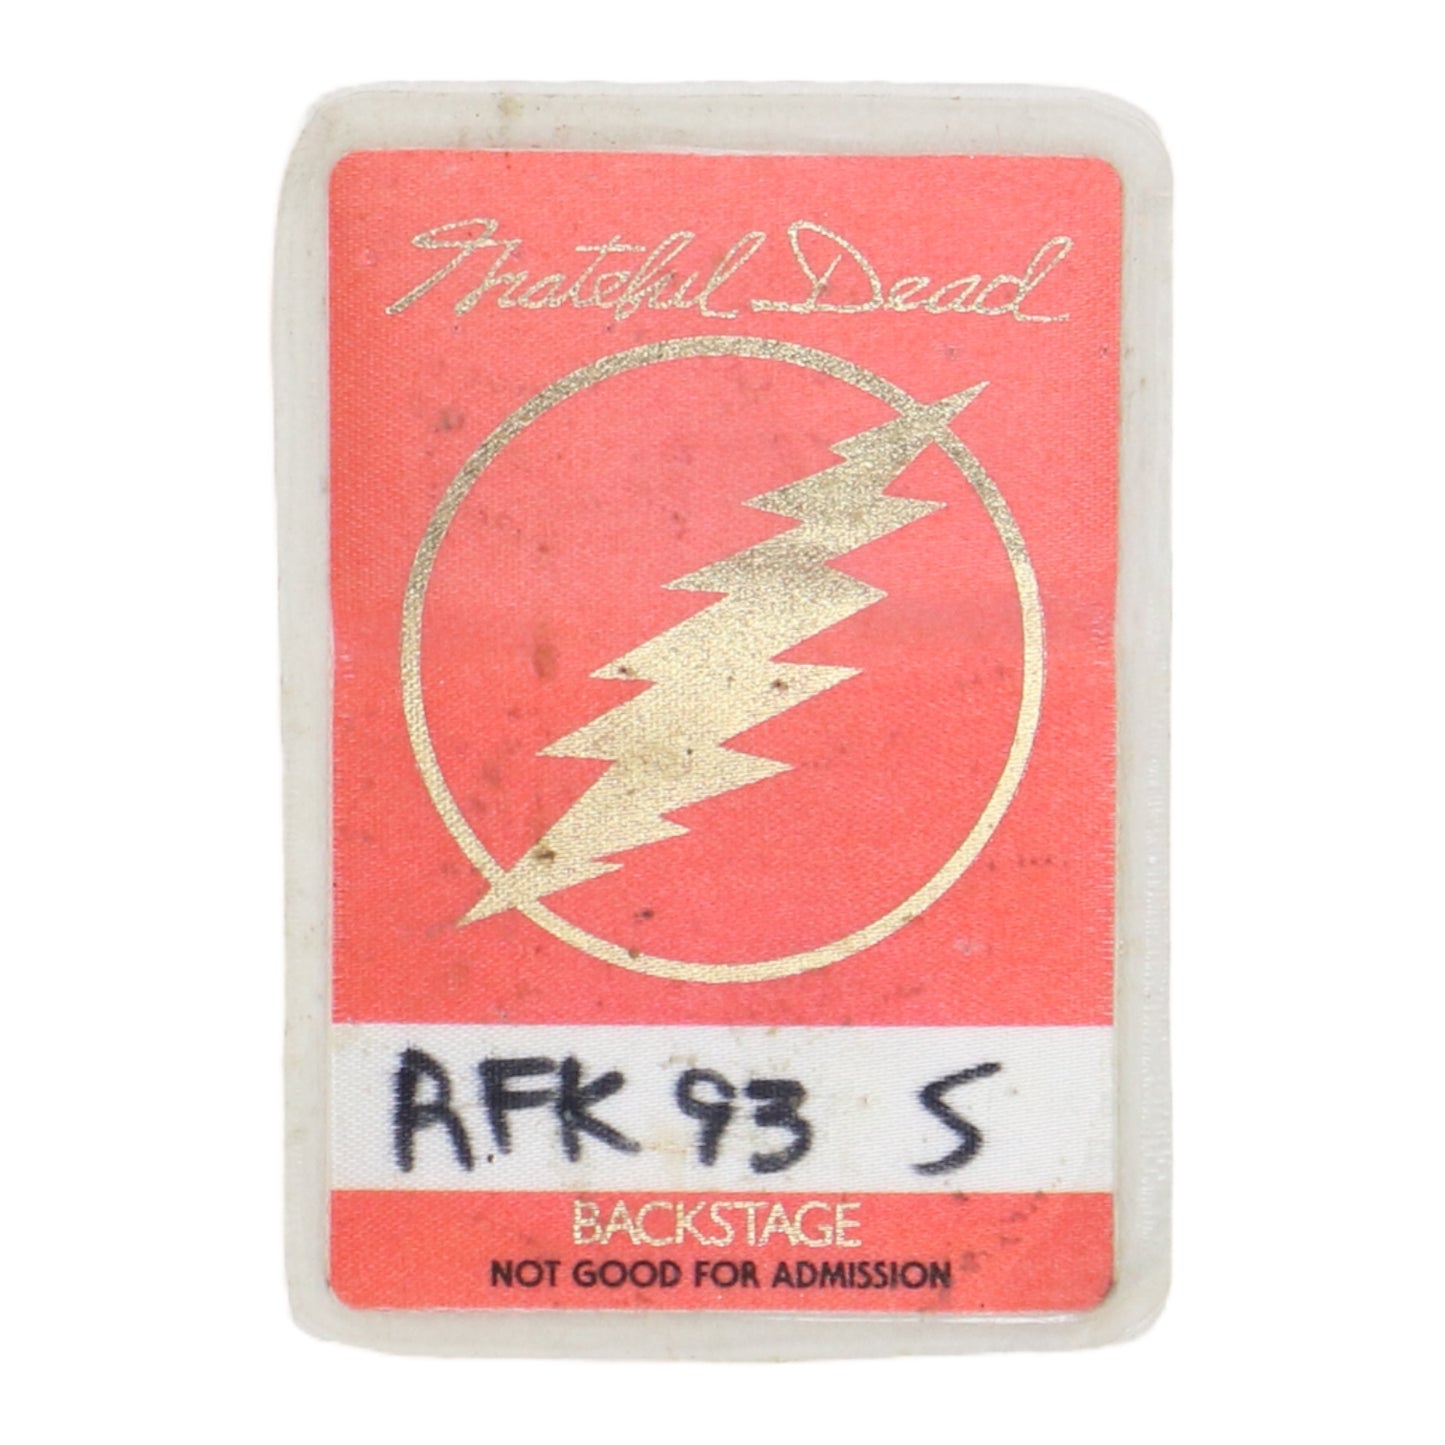 Grateful Dead
RFK 93 S
BACKSTAGE
NOT GOOD FOR ADMISSION